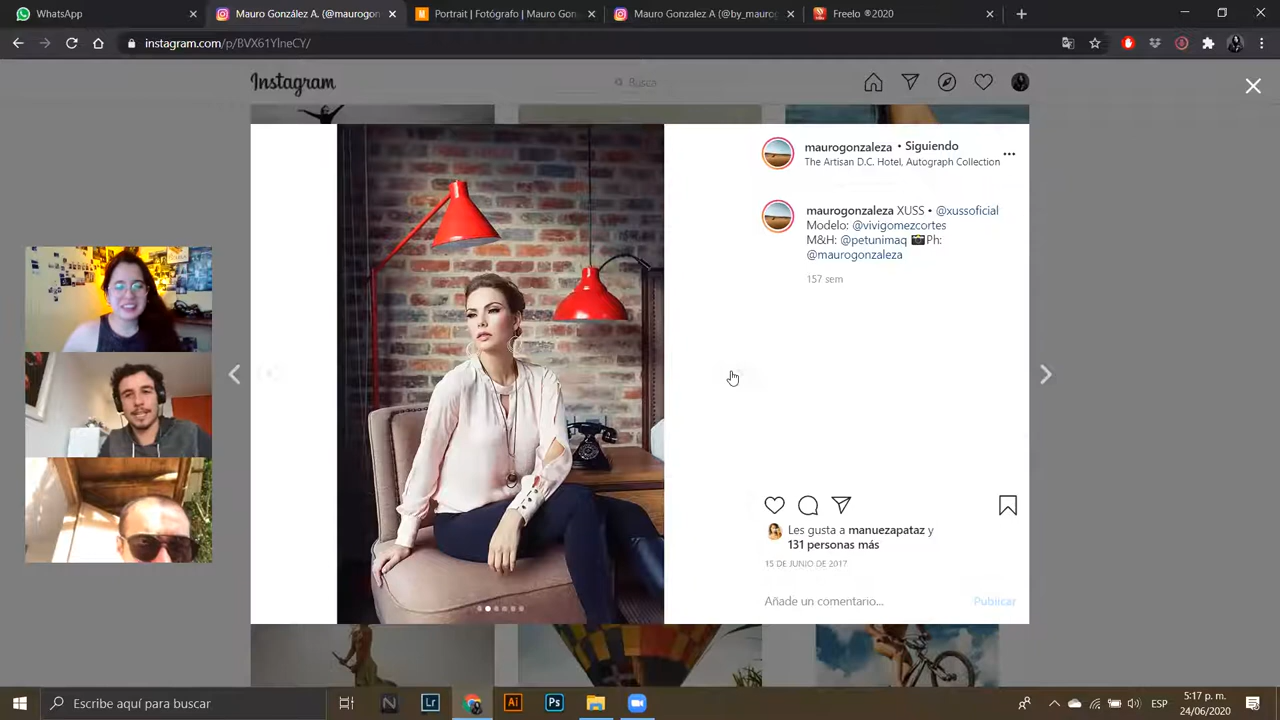 WhatsApp
Mauro González A. (@maurogon
Portrait | Fotógrafo | Mauro Gon
Mauro Gonzalez A (@by_maurog
Freelo ®2020
instagram.com/p/BVX61YlneCY/
Instagram
Busca
maurogonzaleza • Siguiendo
The Artisan D.C. Hotel, Autograph Collection
maurogonzaleza XUSS • @xussoficial
Modelo: @vivigomezcortes
M&H: @petunimaq 📷Ph:
@maurogonzaleza
157 sem
Les gusta a manuezapataz y
131 personas más
15 DE JUNIO DE 2017
Añade un comentario...
Publicar
Escribe aquí para buscar
N
Lr
Ai
Ps
ESP
5:17 p. m.
24/06/2020